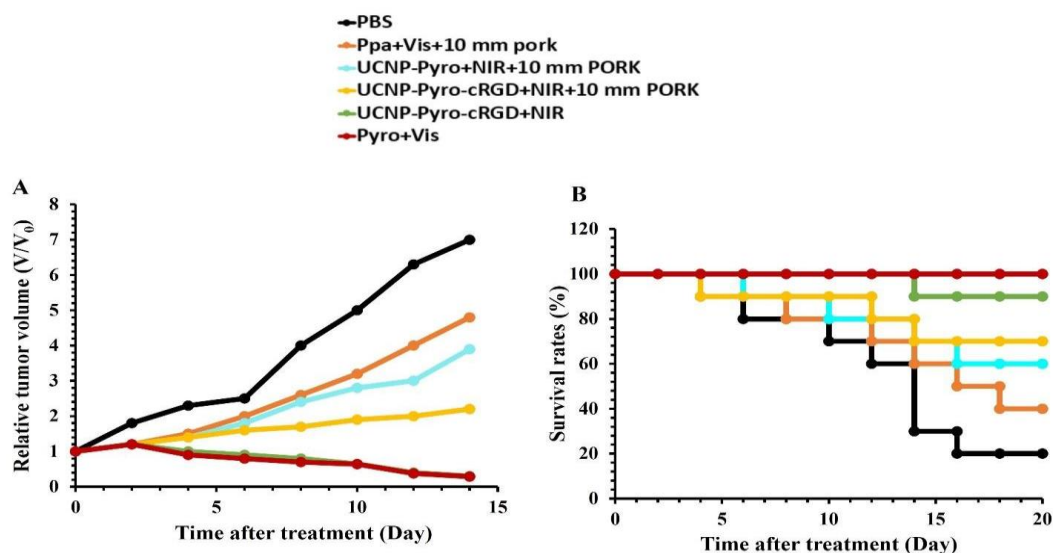 PBS
Ppa+Vis+10 mm pork
UCNP-Pyro+NIR+10 mm PORK
UCNP-Pyro-cRGD+NIR+10 mm PORK
UCNP-Pyro-cRGD+NIR
Pyro+Vis
A
Relative tumor volume (V/V₀)
8
7
6
5
4
3
2
1
0
0 5 10 15
Time after treatment (Day)
B
Survival rates (%)
120
100
80
60
40
20
0
0 5 10 15 20
Time after treatment (Day)